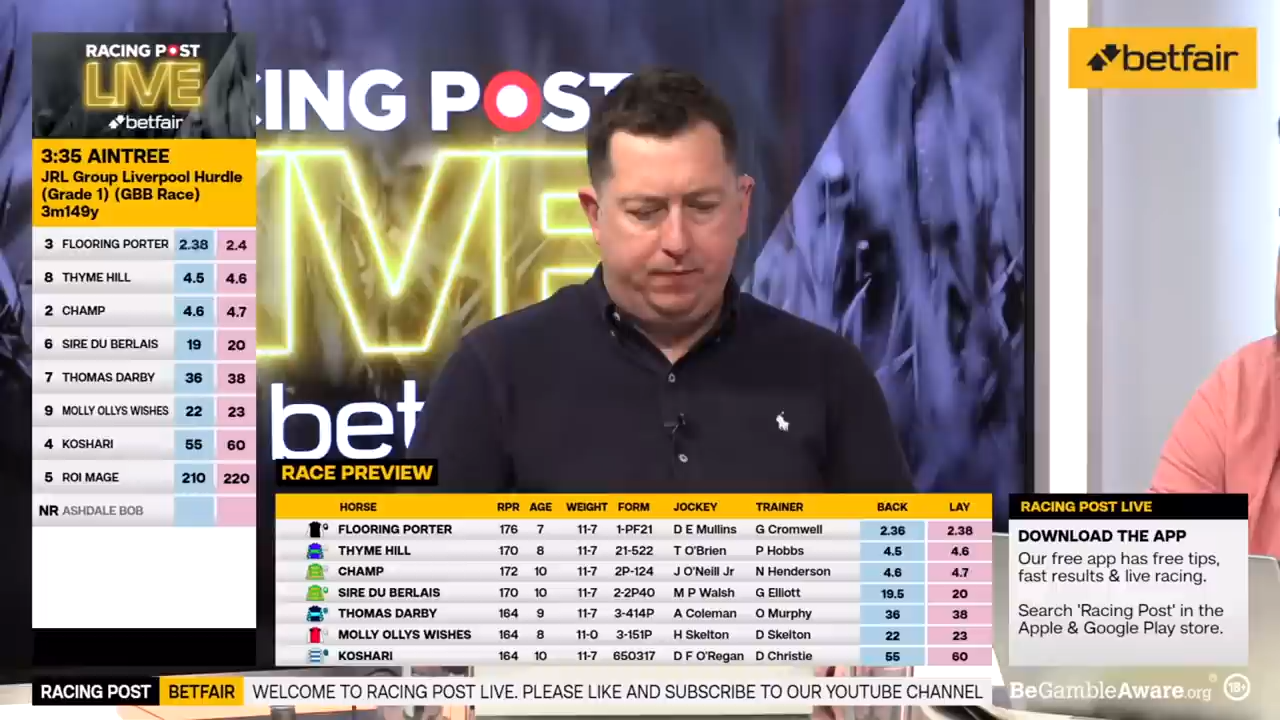 RACING POST
LIVE
betfair
3:35 AINTREE
JRL Group Liverpool Hurdle
(Grade 1) (GBB Race)
3m149y
3 FLOORING PORTER 2.38 2.4
8 THYME HILL 4.5 4.6
2 CHAMP 4.6 4.7
6 SIRE DU BERLAIS 19 20
7 THOMAS DARBY 36 38
9 MOLLY OLLYS WISHES 22 23
4 KOSHARI 55 60
5 ROI MAGE 210 220
NR ASHDALE BOB
CING POST
IVE
bet
betfair
RACE PREVIEW
HORSE RPR AGE WEIGHT FORM JOCKEY TRAINER BACK LAY
FLOORING PORTER 176 7 11-7 1-PF21 D E Mullins G Cromwell 2.36 2.38
THYME HILL 170 8 11-7 21-522 T O'Brien P Hobbs 4.5 4.6
CHAMP 172 10 11-7 2P-124 J O'Neill Jr N Henderson 4.6 4.7
SIRE DU BERLAIS 170 10 11-7 2-2P40 M P Walsh G Elliott 19.5 20
THOMAS DARBY 164 9 11-7 3-414P A Coleman O Murphy 36 38
MOLLY OLLYS WISHES 164 8 11-0 3-151P H Skelton D Skelton 22 23
KOSHARI 164 10 11-7 650317 D F O'Regan D Christie 55 60
RACING POST LIVE
DOWNLOAD THE APP
Our free app has free tips,
fast results & live racing.
Search 'Racing Post' in the
Apple & Google Play store.
RACING POST BETFAIR WELCOME TO RACING POST LIVE. PLEASE LIKE AND SUBSCRIBE TO OUR YOUTUBE CHANNEL
BeGambleAware.org 18+